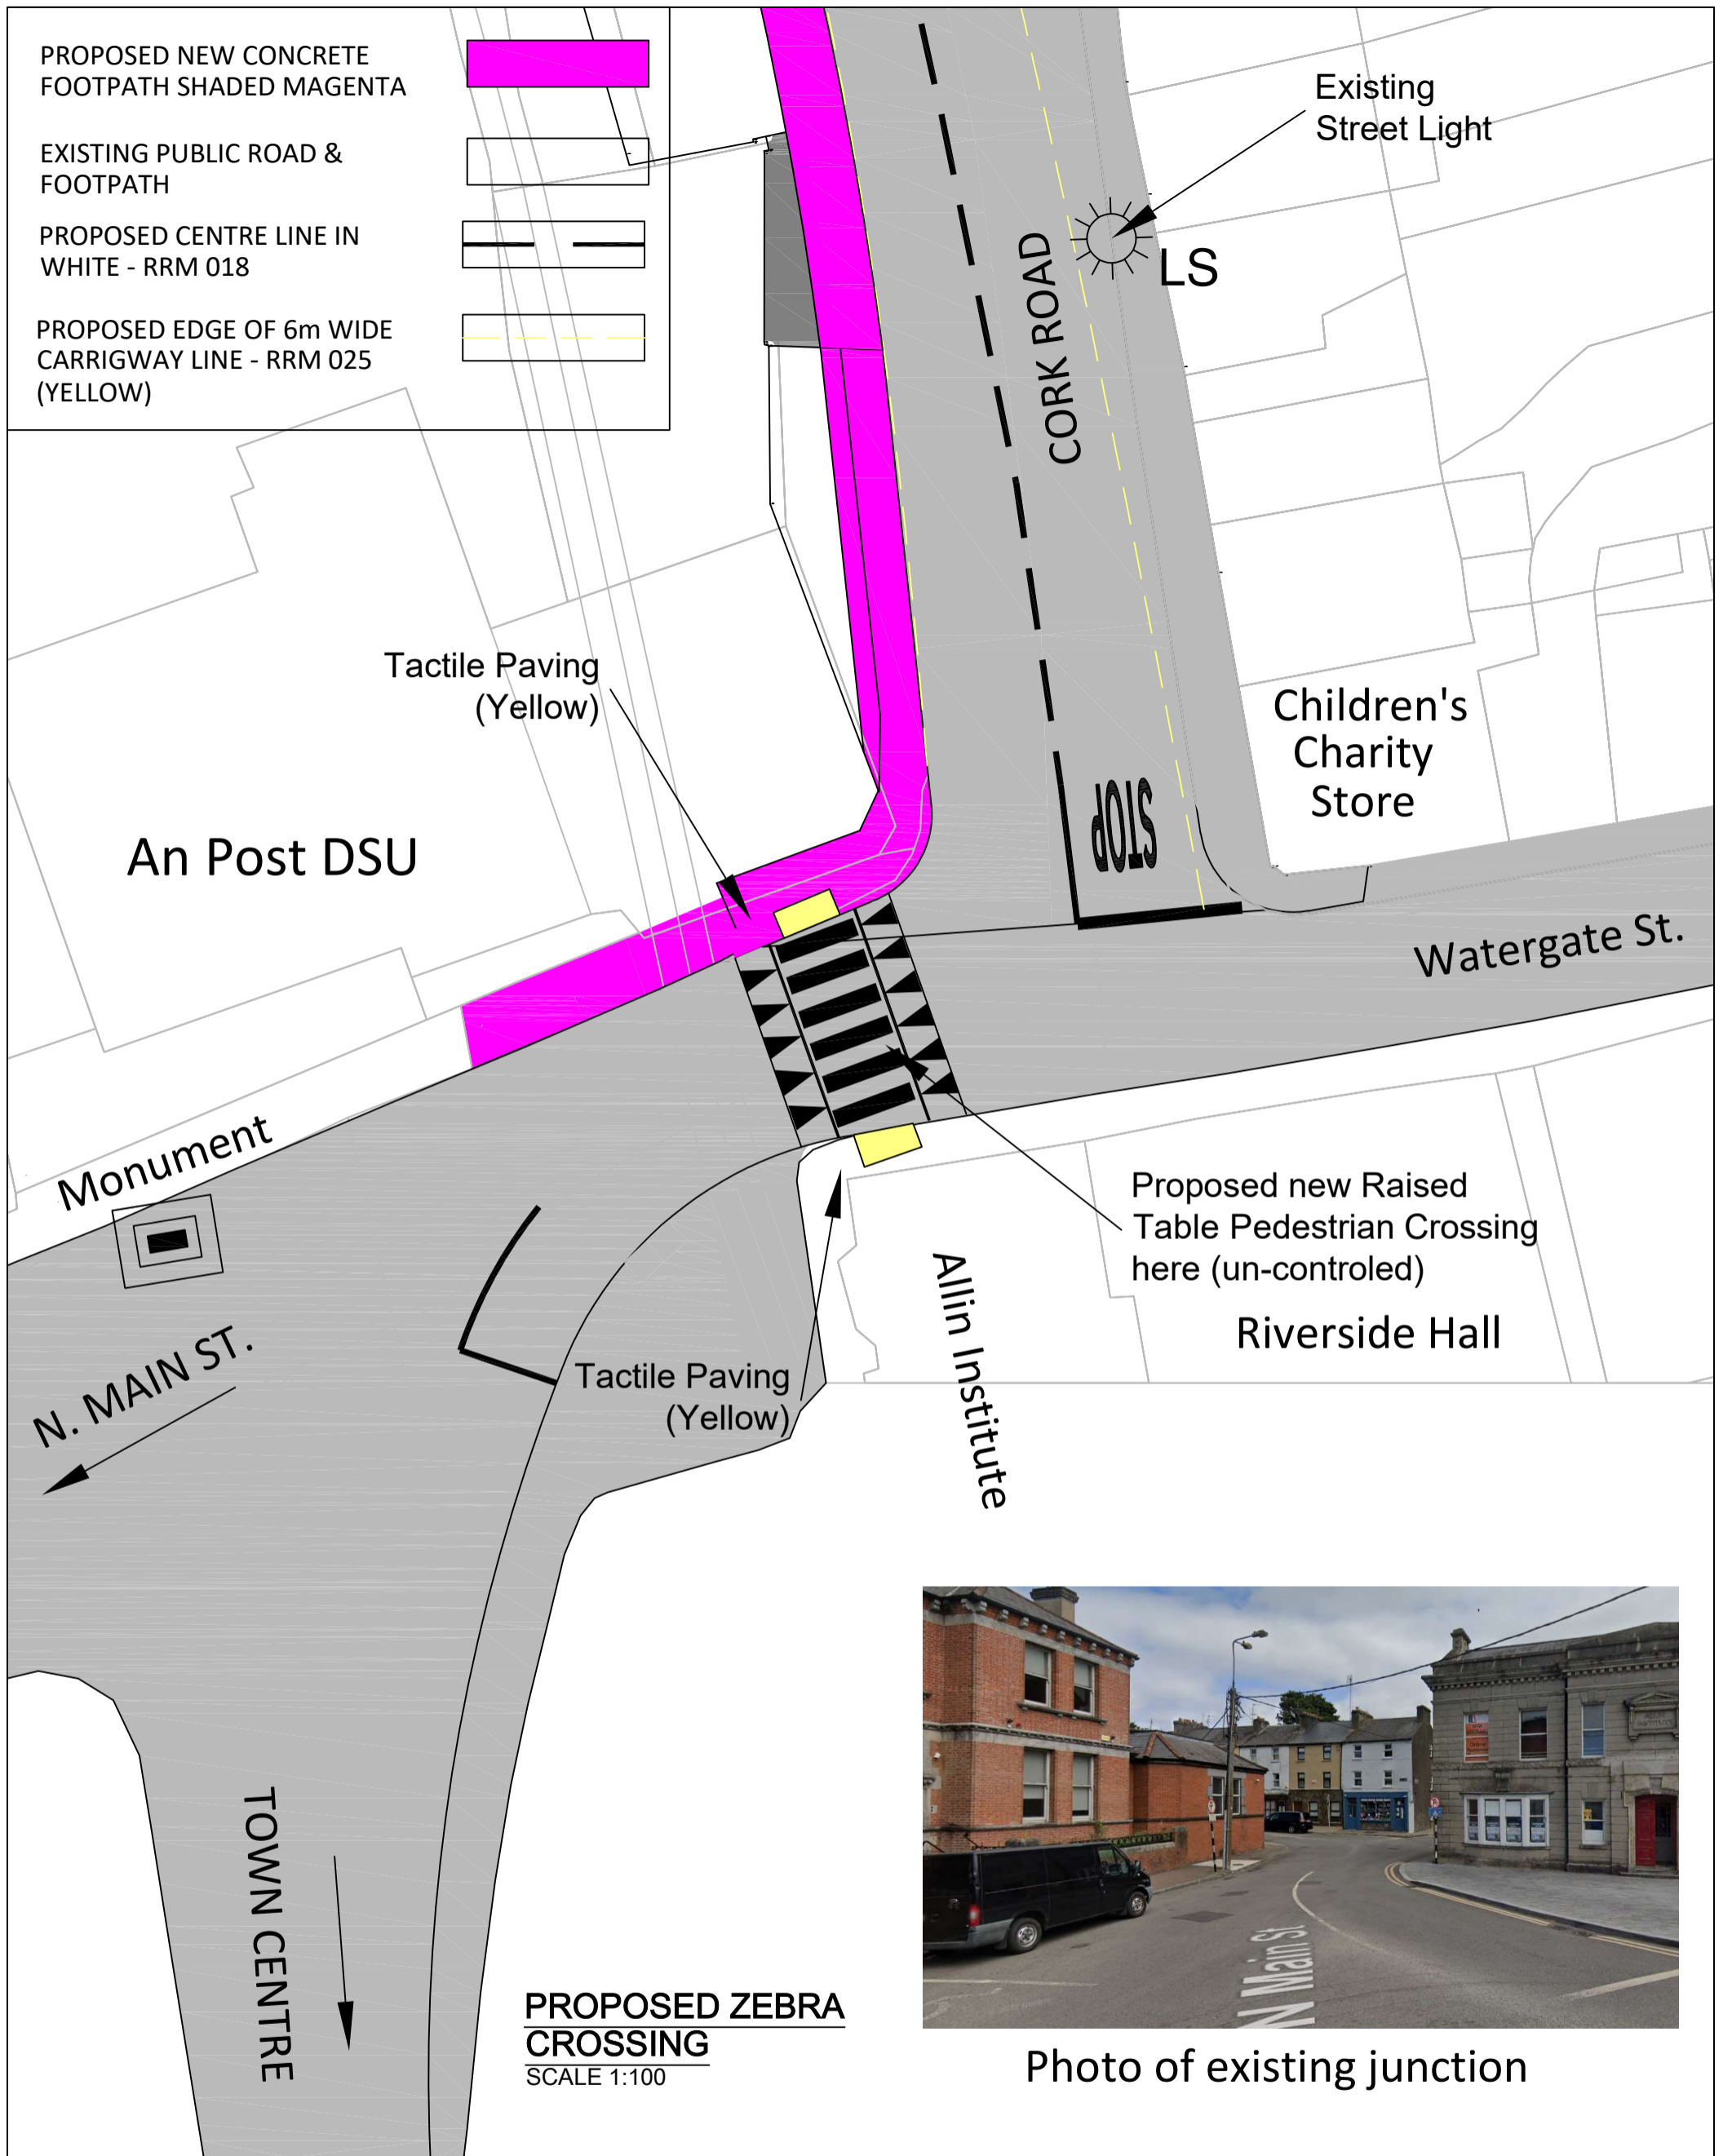 PROPOSED NEW CONCRETE
FOOTPATH SHADED MAGENTA
EXISTING PUBLIC ROAD &
FOOTPATH
PROPOSED CENTRE LINE IN
WHITE - RRM 018
PROPOSED EDGE OF 6m WIDE
CARRIGWAY LINE - RRM 025
(YELLOW)
Existing
Street Light
LS
CORK ROAD
Tactile Paving
(Yellow)
Children's
Charity
Store
STOP
An Post DSU
Watergate St.
Monument
Proposed new Raised
Table Pedestrian Crossing
here (un-controled)
Allin Institute
Riverside Hall
N. MAIN ST.
Tactile Paving
(Yellow)
TOWN CENTRE
N Main St
PROPOSED ZEBRA
CROSSING
SCALE 1:100
Photo of existing junction